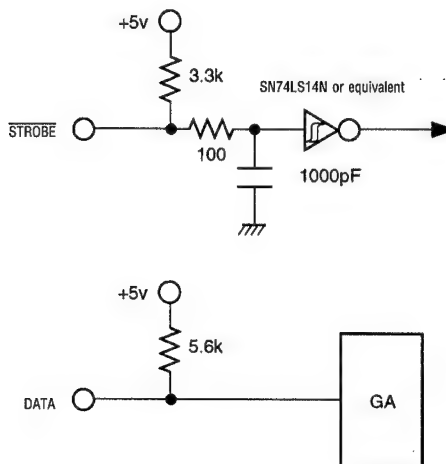 +5v
3.3k
SN74LS14N or equivalent
STROBE
100
1000pF
+5v
5.6k
DATA
GA